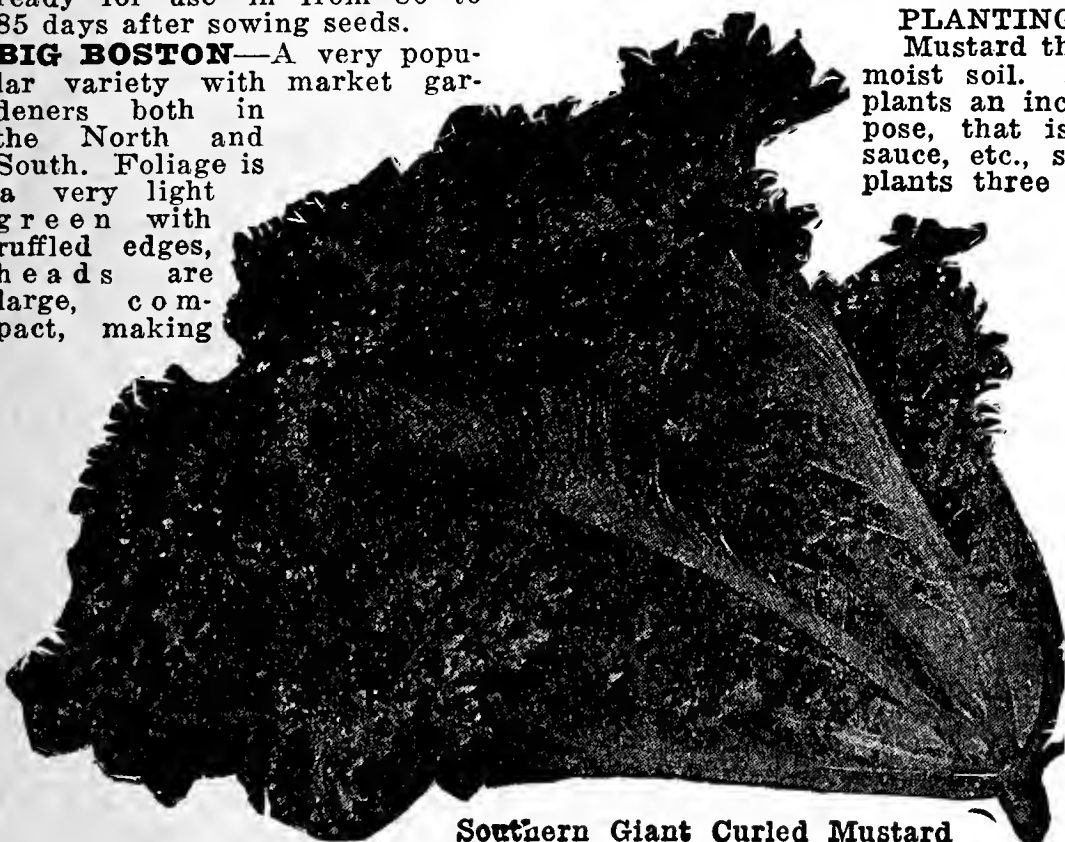 ready for use in from 80 to
85 days after sowing seeds.
BIG BOSTON—A very popu-
lar variety with market gar-
deners both in
the North and
South. Foliage is
a very light
green with
ruffled edges,
heads are
large, com-
pact, making
PLANTING
Mustard th
moist soil.
plants an inc
pose, that is
sauce, etc., s
plants three
Southern Giant Curled Mustard